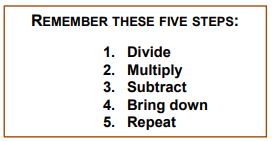 REMEMBER THESE FIVE STEPS:
1. Divide
2. Multiply
3. Subtract
4. Bring down
5. Repeat